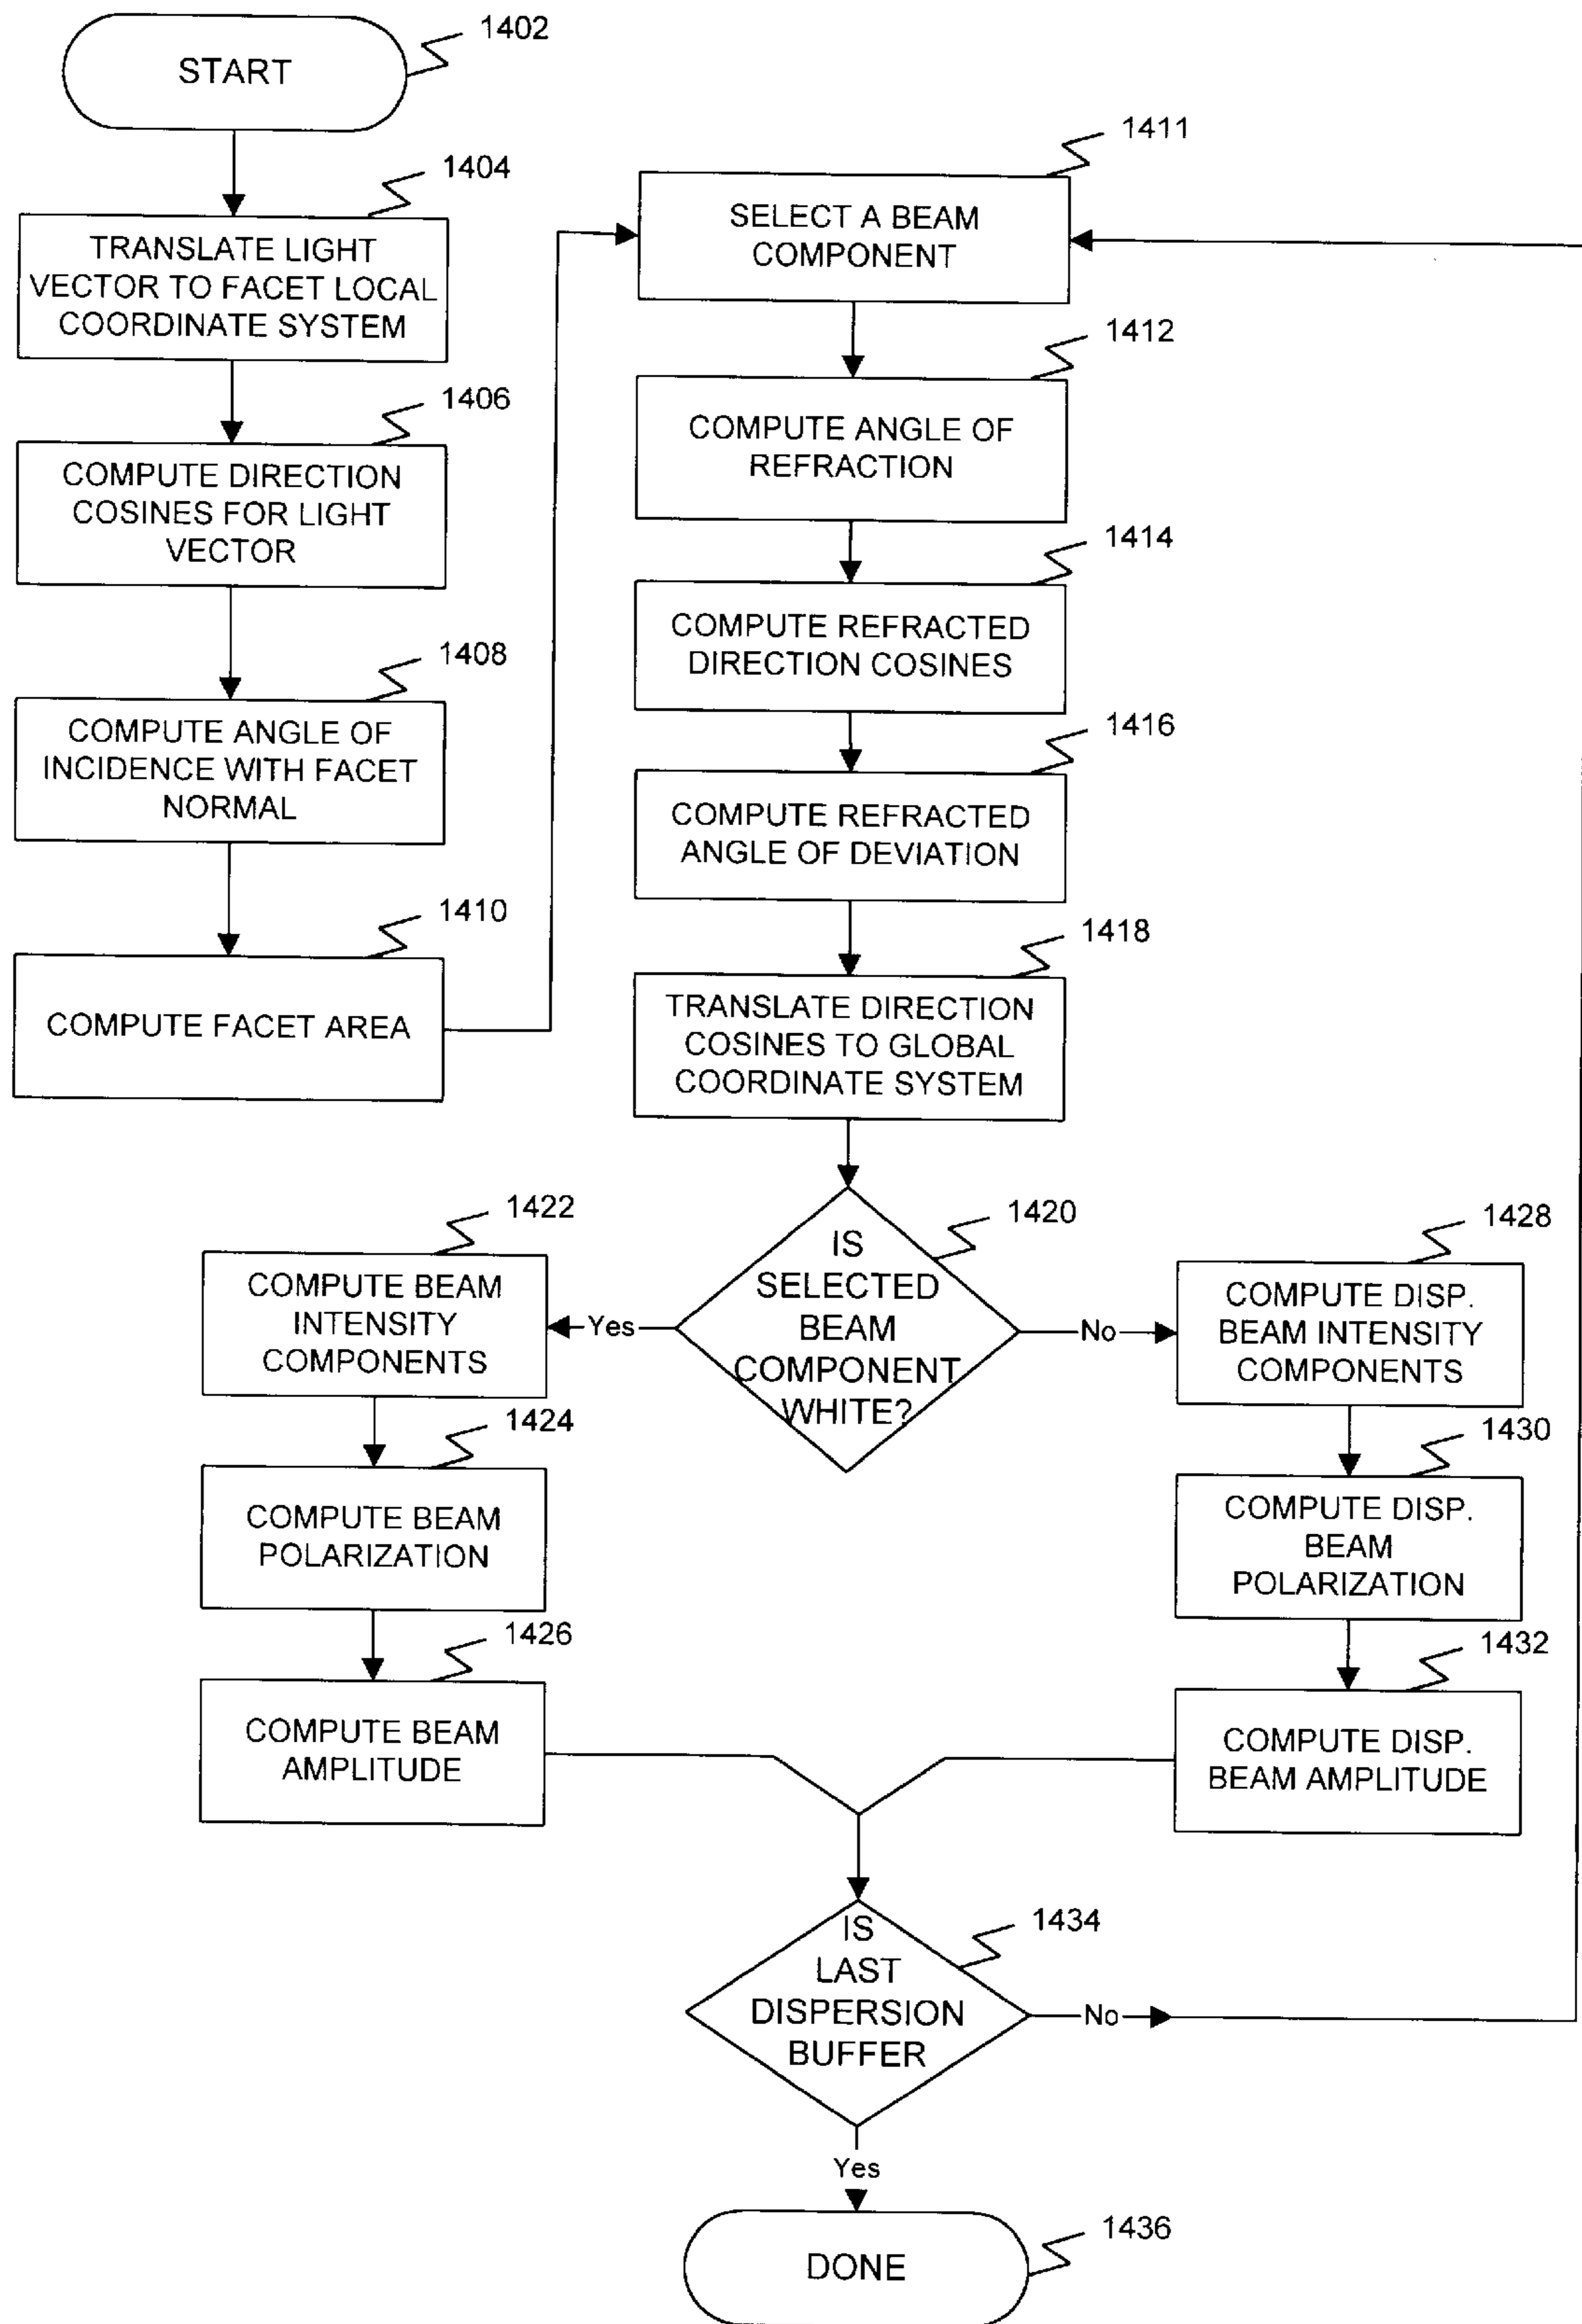 START
1402
1404
TRANSLATE LIGHT
VECTOR TO FACET LOCAL
COORDINATE SYSTEM
1406
COMPUTE DIRECTION
COSINES FOR LIGHT
VECTOR
1408
COMPUTE ANGLE OF
INCIDENCE WITH FACET
NORMAL
1410
COMPUTE FACET AREA
1411
SELECT A BEAM
COMPONENT
1412
COMPUTE ANGLE OF
REFRACTION
1414
COMPUTE REFRACTED
DIRECTION COSINES
1416
COMPUTE REFRACTED
ANGLE OF DEVIATION
1418
TRANSLATE DIRECTION
COSINES TO GLOBAL
COORDINATE SYSTEM
1420
IS
SELECTED
BEAM
COMPONENT
WHITE?
Yes
No
1422
COMPUTE BEAM
INTENSITY
COMPONENTS
1424
COMPUTE BEAM
POLARIZATION
1426
COMPUTE BEAM
AMPLITUDE
1428
COMPUTE DISP.
BEAM INTENSITY
COMPONENTS
1430
COMPUTE DISP.
BEAM
POLARIZATION
1432
COMPUTE DISP.
BEAM AMPLITUDE
1434
IS
LAST
DISPERSION
BUFFER
No
Yes
1436
DONE